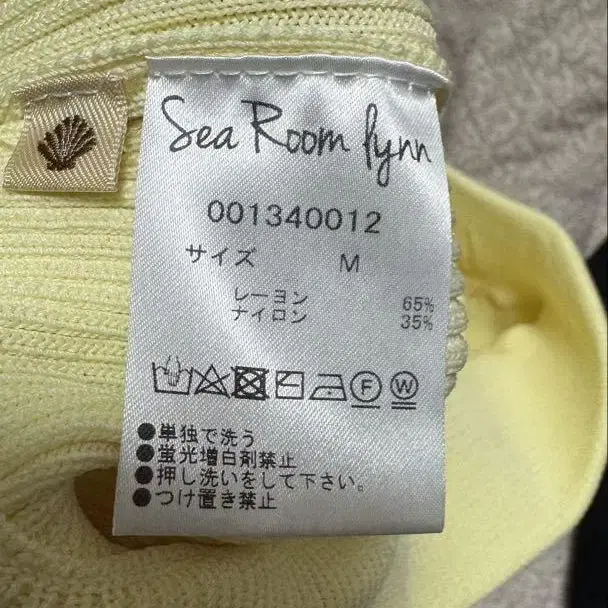 Sea Room lynn
001340012
サイズ M
レーヨン 65%
ナイロン 35%
F W
●単独で洗う
●蛍光増白剤禁止
●押し洗いをして下さい。
●つけ置き禁止